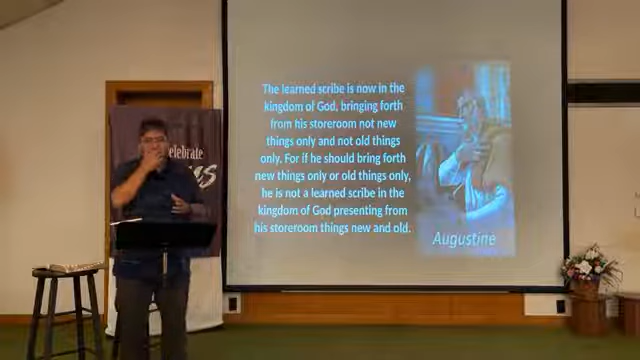 The learned scribe is now in the
kingdom of God, bringing forth
from his storeroom not new
things only and not old things
only. For if he should bring forth
new things only or old things only,
he is not a learned scribe in the
kingdom of God presenting from
his storeroom things new and old.
Augustine
elebrate